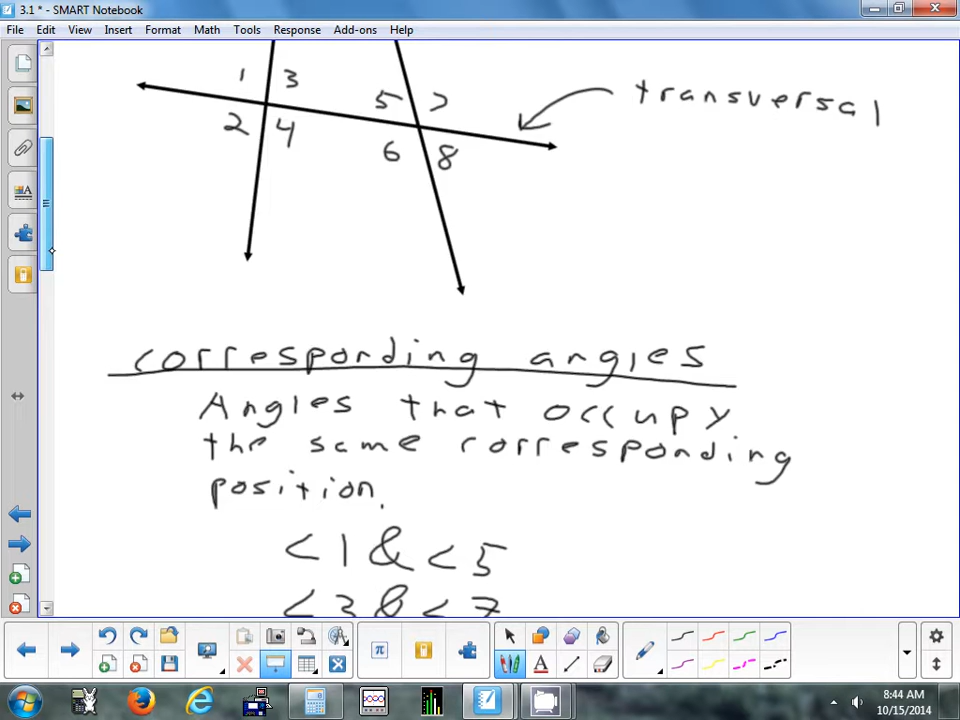 3.1 * - SMART Notebook
File Edit View Insert Format Math Tools Response Add-ons Help
1 3
5 7
transversal
2 4
6 8
corresponding angles
Angles that occupy
the same corresponding
position.
<1 & <5
<3 & <7
π
A
8:44 AM
10/15/2014